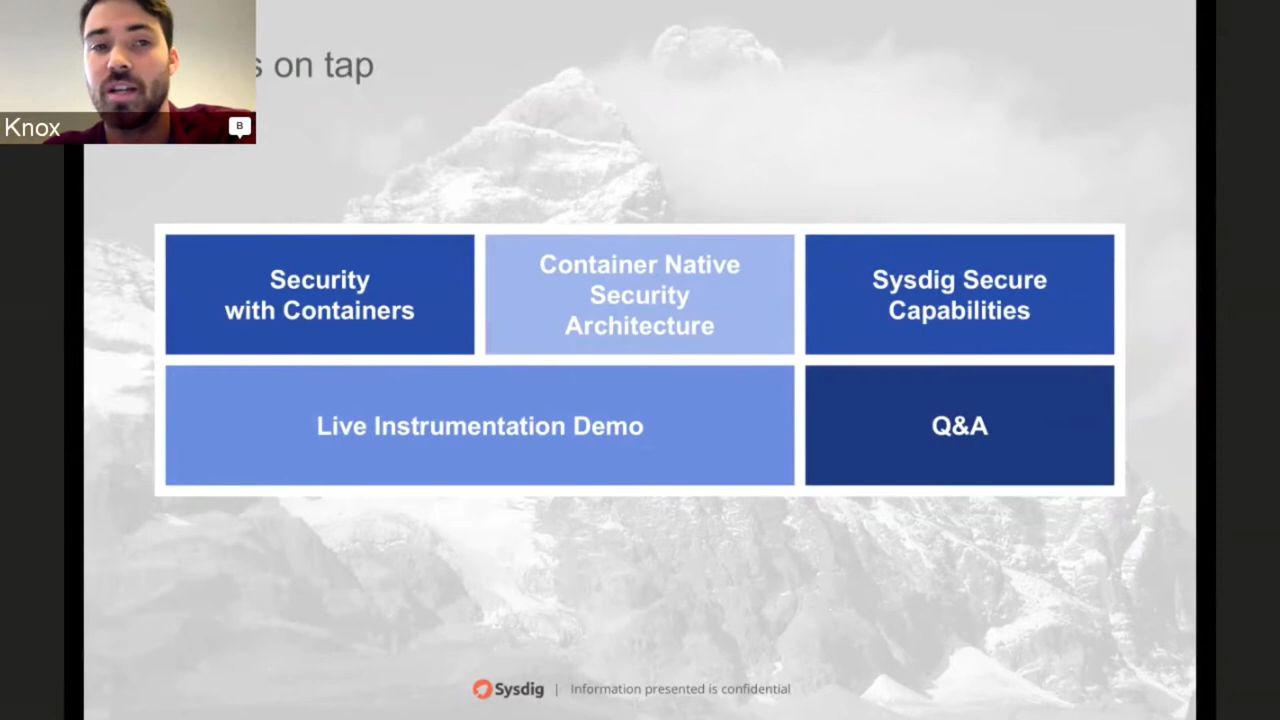 s on tap
Knox
B
Security
with Containers
Container Native
Security
Architecture
Sysdig Secure
Capabilities
Live Instrumentation Demo
Q&A
Sysdig | Information presented is confidential